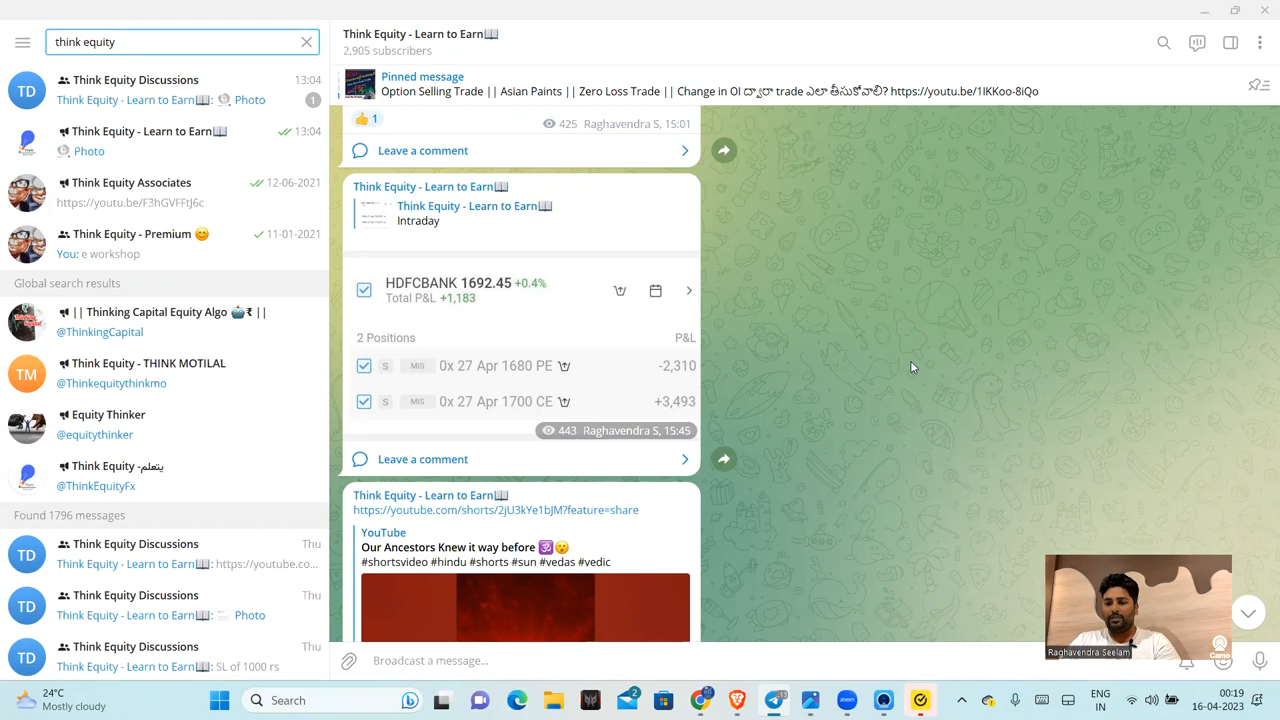 think equity
Think Equity Discussions 13:04
Think Equity - Learn to Earn📖: Photo 1
Think Equity - Learn to Earn📖 13:04
Photo
Think Equity Associates 12-06-2021
https://youtu.be/F3hGVFFtJ6c
Think Equity - Premium 😊 11-01-2021
You: e workshop
Global search results
|| Thinking Capital Equity Algo 🤖₹ ||
@ThinkingCapital
Think Equity - THINK MOTILAL
@Thinkequitythinkmo
Equity Thinker
@equitythinker
Think Equity - يتعلم
@ThinkEquityFx
Found 1796 messages
Think Equity Discussions Thu
Think Equity - Learn to Earn📖: https://youtube.co...
Think Equity Discussions Thu
Think Equity - Learn to Earn📖: Photo
Think Equity Discussions Thu
Think Equity - Learn to Earn📖: SL of 1000 rs
TD
TM
TD
TD
TD
Think Equity - Learn to Earn📖
2,905 subscribers
Pinned message
Option Selling Trade || Asian Paints || Zero Loss Trade || Change in OI ద్వారా trade ఎలా తీసుకోవాలి? https://youtu.be/1IKKoo-8iQo
👍 1 425 Raghavendra S, 15:01
Leave a comment
Think Equity - Learn to Earn📖
Think Equity - Learn to Earn📖
Intraday
HDFCBANK 1692.45 +0.4%
Total P&L +1,183
2 Positions P&L
S MIS 0x 27 Apr 1680 PE -2,310
S MIS 0x 27 Apr 1700 CE +3,493
443 Raghavendra S, 15:45
Leave a comment
Think Equity - Learn to Earn📖
https://youtube.com/shorts/2jU3kYe1bJM?feature=share
YouTube
Our Ancestors Knew it way before 🕉😮
#shortsvideo #hindu #shorts #sun #vedas #vedic
Broadcast a message...
Raghavendra Seelam
Camo
24°C
Mostly cloudy
Search
2
ENG
IN
00:19
16-04-2023